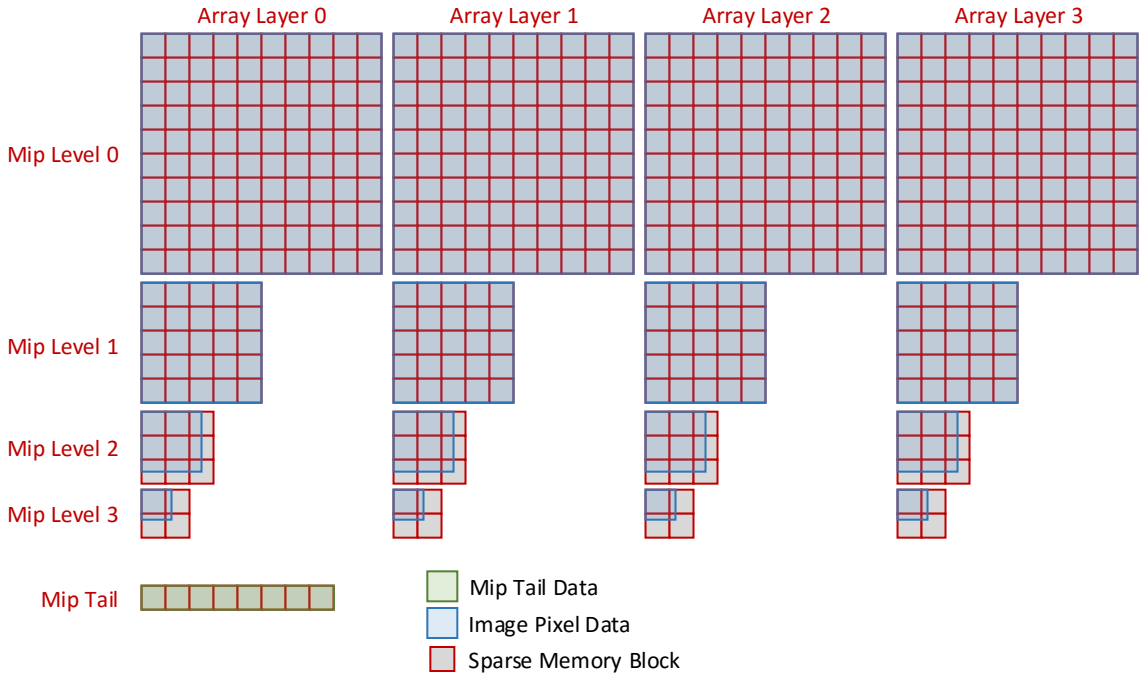 Array Layer 0
Array Layer 1
Array Layer 2
Array Layer 3
Mip Level 0
Mip Level 1
Mip Level 2
Mip Level 3
Mip Tail
Mip Tail Data
Image Pixel Data
Sparse Memory Block